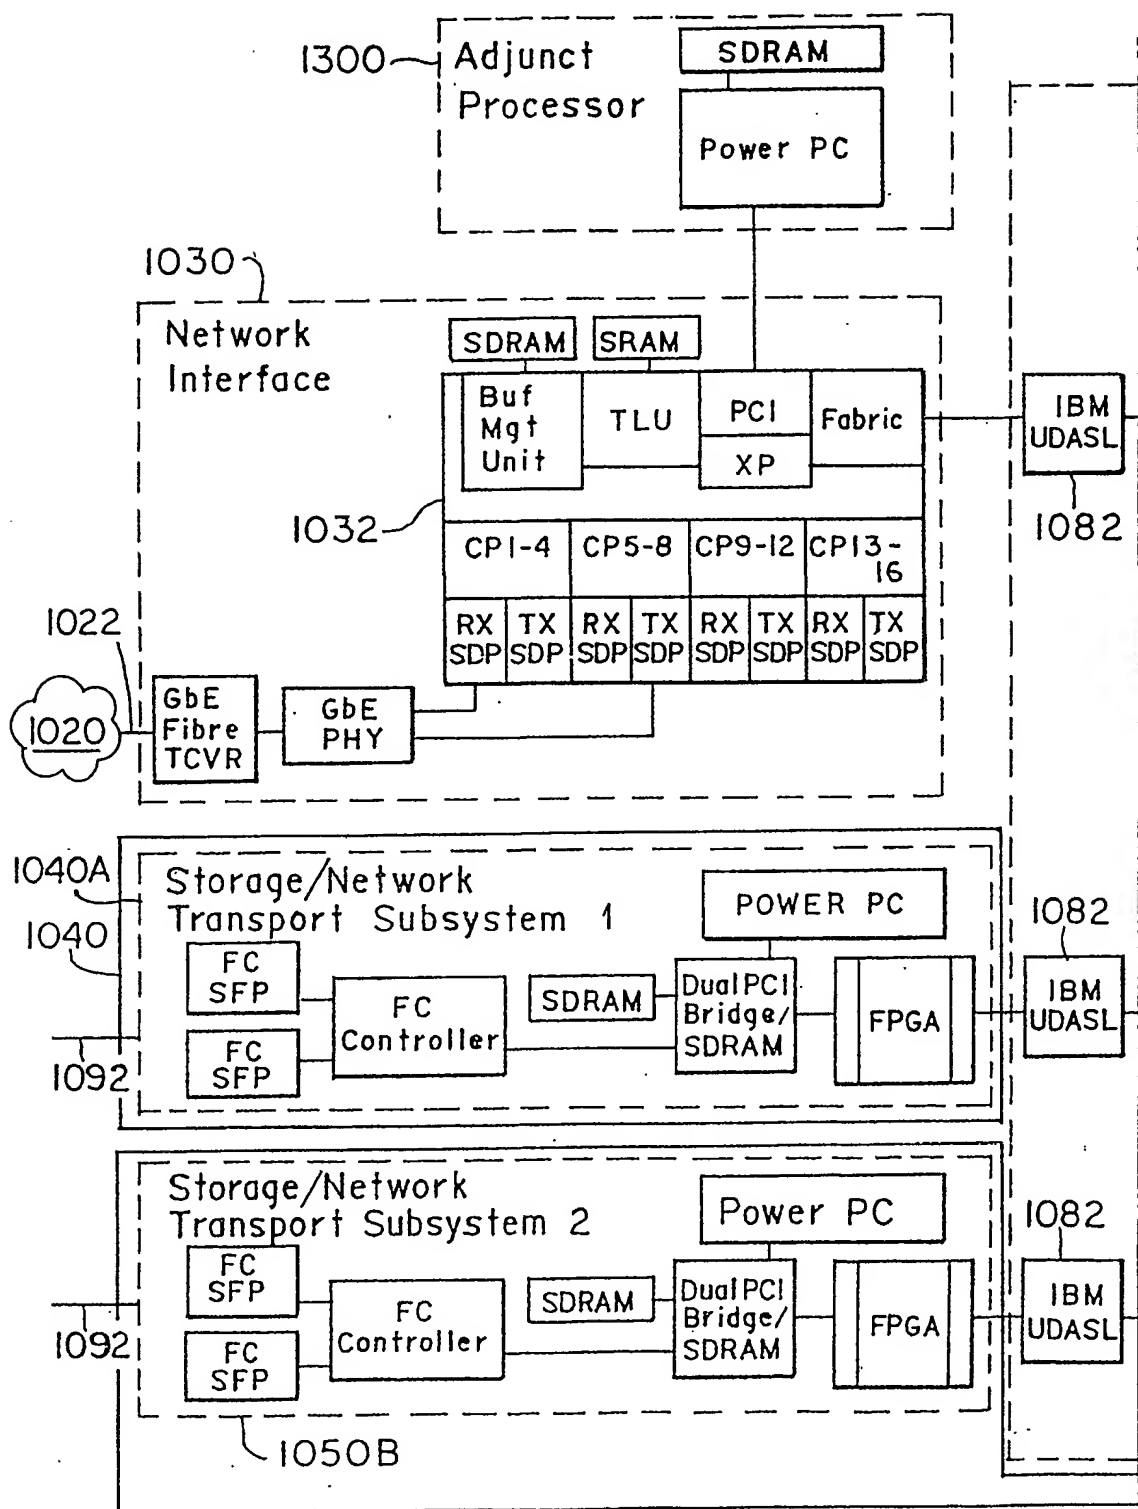 1300
Adjunct
Processor
SDRAM
Power PC
1030
Network
Interface
SDRAM
SRAM
Buf
Mgt
Unit
TLU
PCI
XP
Fabric
IBM
UDASL
1082
1032
CP1-4
CP5-8
CP9-12
CP13-
16
RX
SDP
TX
SDP
RX
SDP
TX
SDP
RX
SDP
TX
SDP
RX
SDP
TX
SDP
1022
1020
GbE
Fibre
TCVR
GbE
PHY
1040A
1040
Storage/Network
Transport Subsystem 1
POWER PC
FC
SFP
FC
SFP
FC
Controller
SDRAM
Dual PCI
Bridge/
SDRAM
FPGA
1082
IBM
UDASL
1092
Storage/Network
Transport Subsystem 2
Power PC
FC
SFP
FC
SFP
FC
Controller
SDRAM
Dual PCI
Bridge/
SDRAM
FPGA
1082
IBM
UDASL
1092
1050B